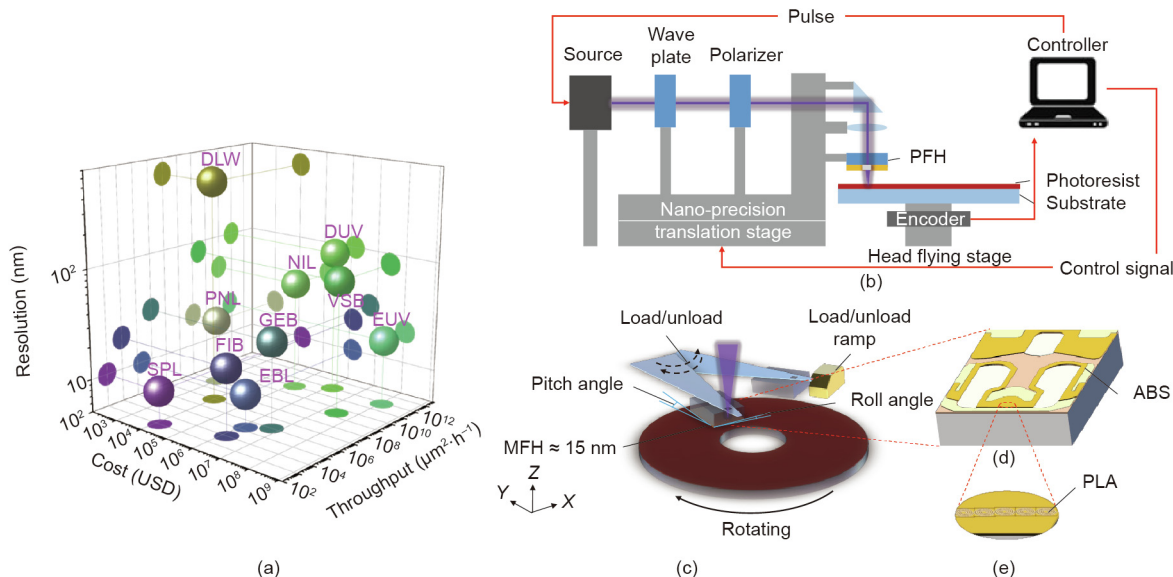 DLW
DUV
NIL
PNL
VSB
GEB
EUV
FIB
SPL
EBL
Resolution (nm)
10²
10
10²
10³
10⁴
10⁵
10⁶
10⁷
10⁸
10⁹
Cost (USD)
10²
10⁴
10⁶
10⁸
10¹⁰
10¹²
Throughput (μm²·h⁻¹)
(a)
Pulse
Source
Wave
plate
Polarizer
Controller
PFH
Photoresist
Substrate
Nano-precision
translation stage
Encoder
Head flying stage
Control signal
(b)
Load/unload
Load/unload
ramp
Pitch angle
Roll angle
MFH ≈ 15 nm
Z
Y
X
Rotating
(c)
ABS
(d)
PLA
(e)